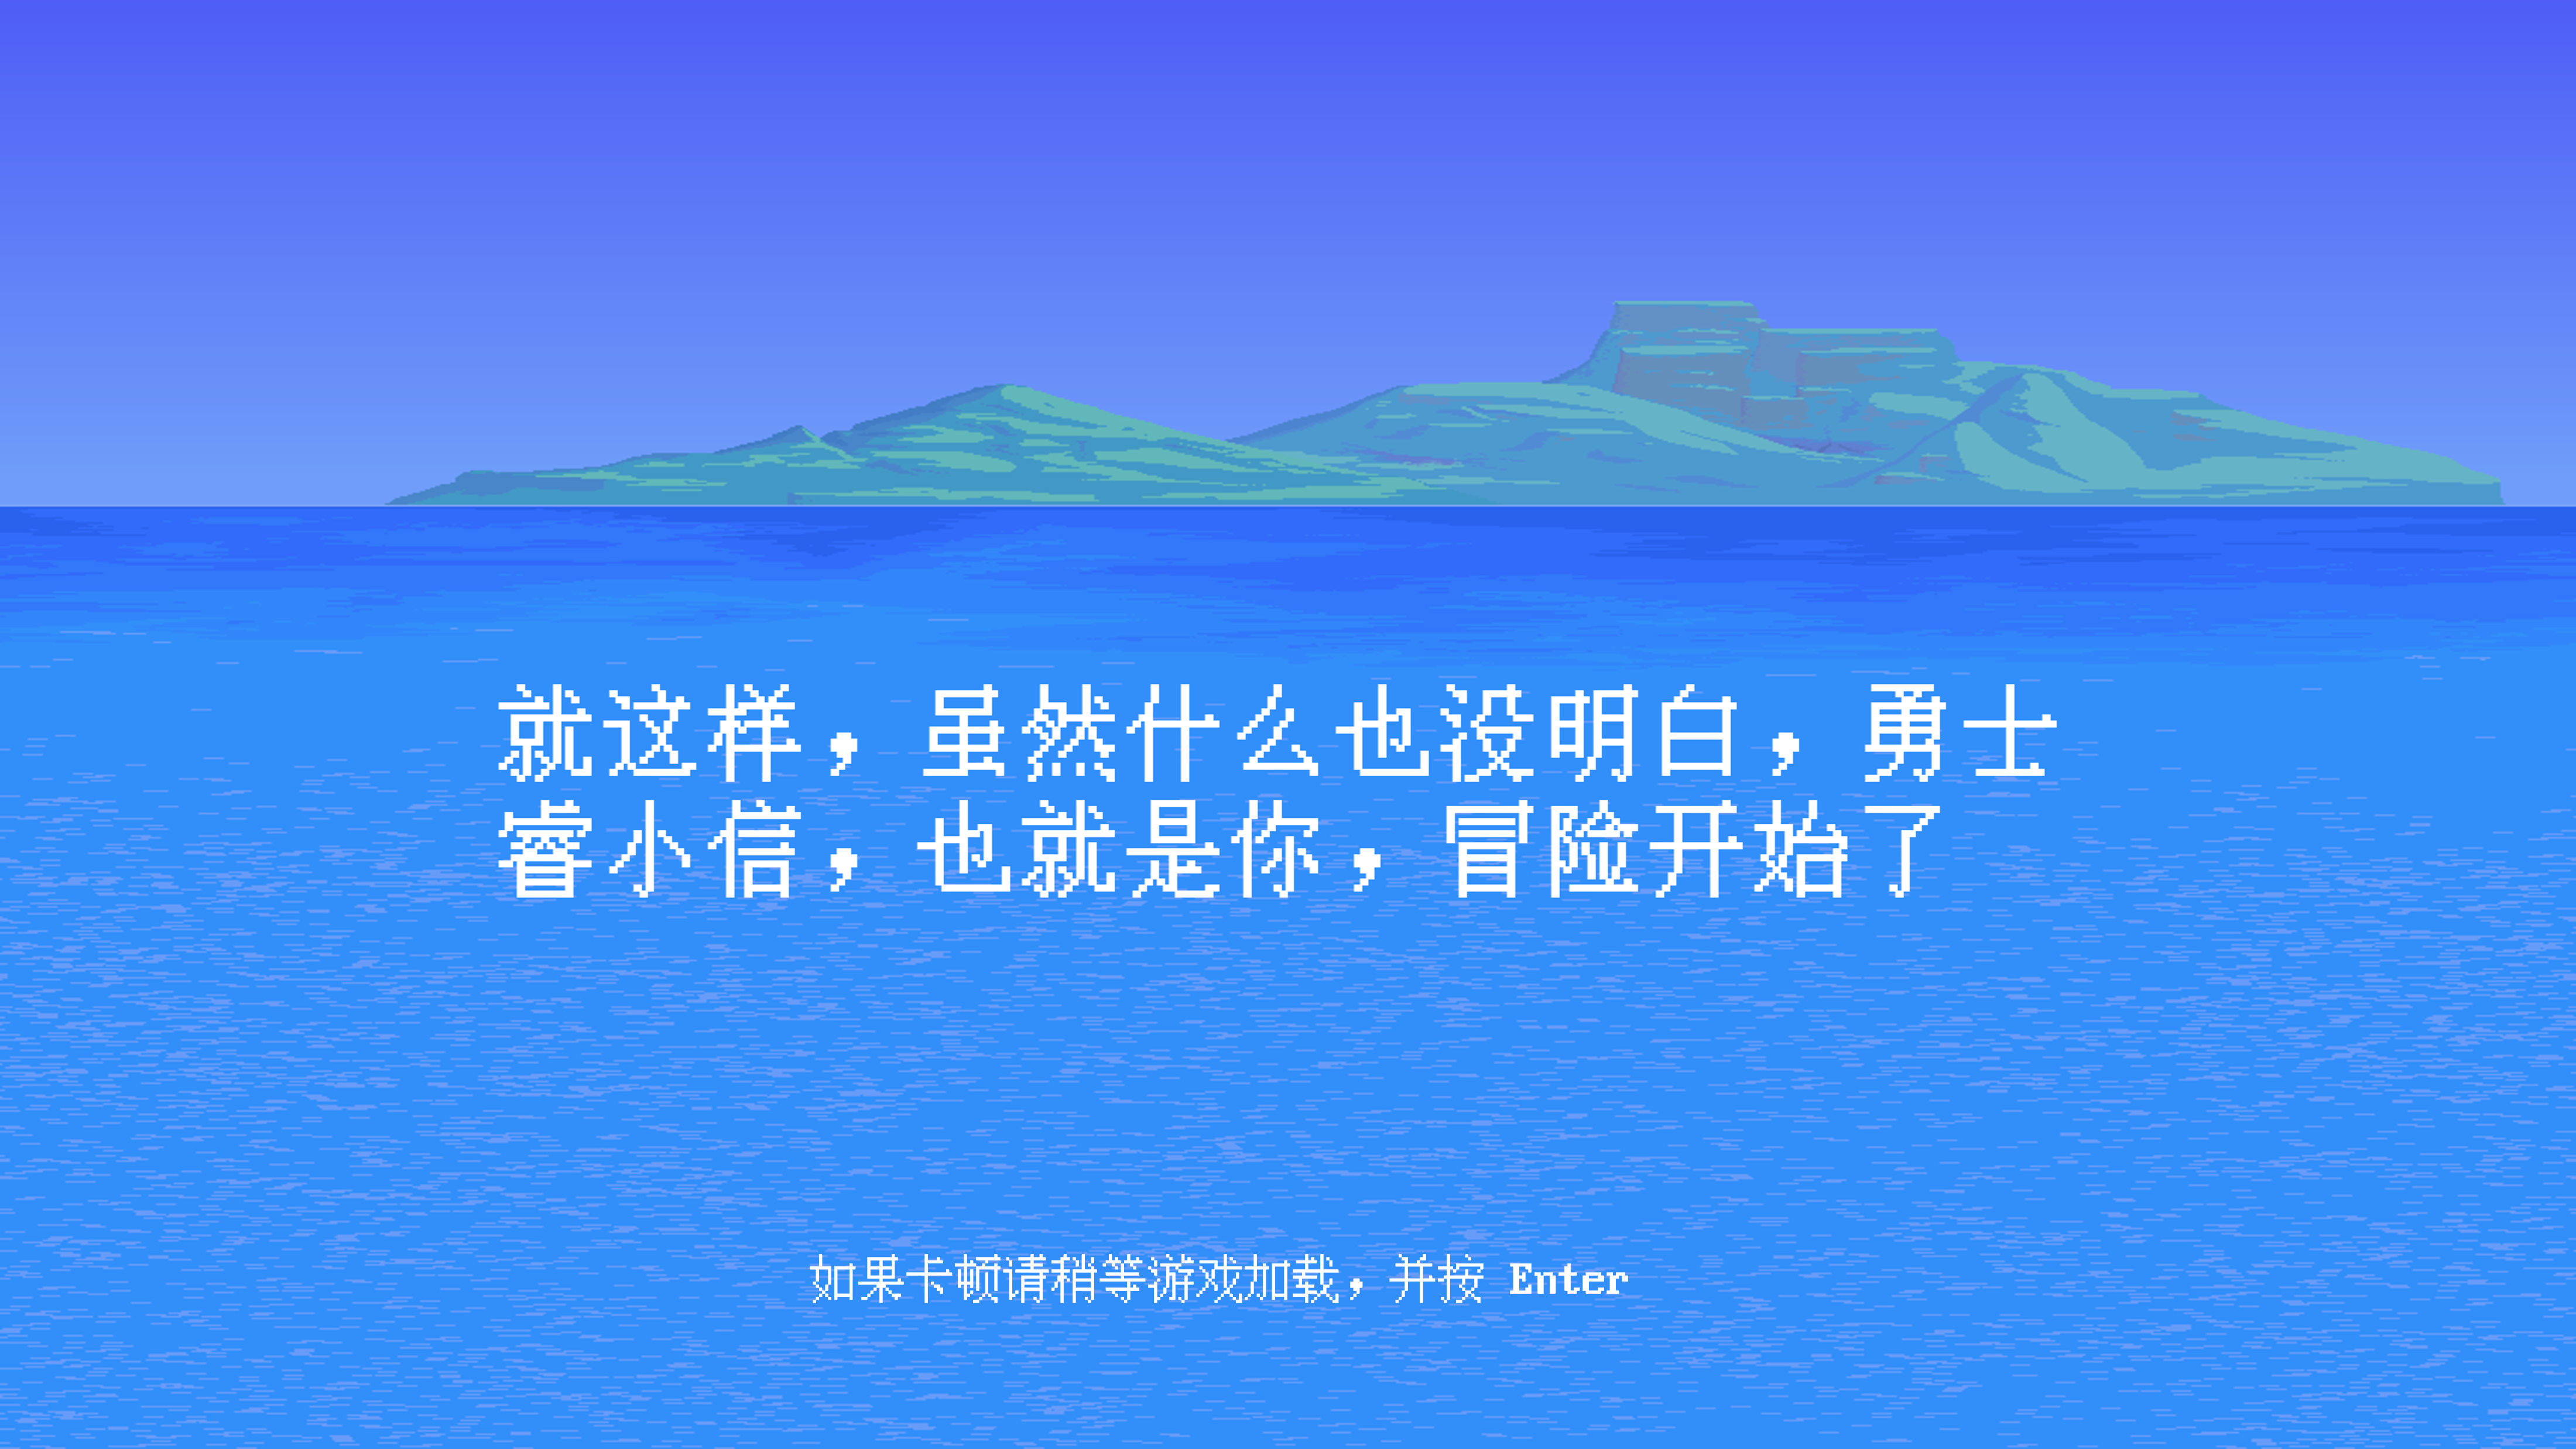 就这样，虽然什么也没明白，勇士
睿小信，也就是你，冒险开始了
如果卡顿请稍等游戏加载，并按 Enter